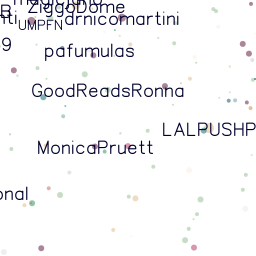 ZiggoDome
UMPFN
drnicomartini
pafumulas
GoodReadsRonna
LALPUSHP
MonicaPruett
onal